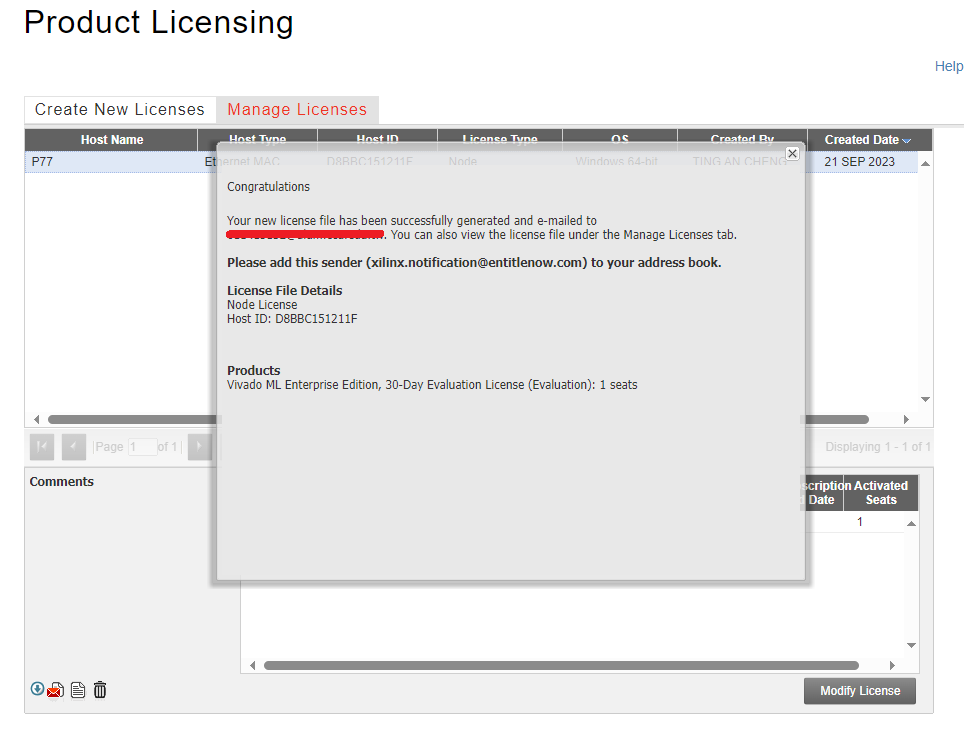 Product Licensing
Help
Create New Licenses
Manage Licenses
Host Name Host Type Host ID License Type OS Created By Created Date
P77 Ethernet MAC D8BBC151211F Node Windows 64-bit TING AN CHENG 21 SEP 2023
Congratulations
Your new license file has been successfully generated and e-mailed to
. You can also view the license file under the Manage Licenses tab.
Please add this sender (xilinx.notification@entitlenow.com) to your address book.
License File Details
Node License
Host ID: D8BBC151211F
Products
Vivado ML Enterprise Edition, 30-Day Evaluation License (Evaluation): 1 seats
Page 1 of 1
Displaying 1 - 1 of 1
Comments
scription Activated
Date Seats
1
Modify License